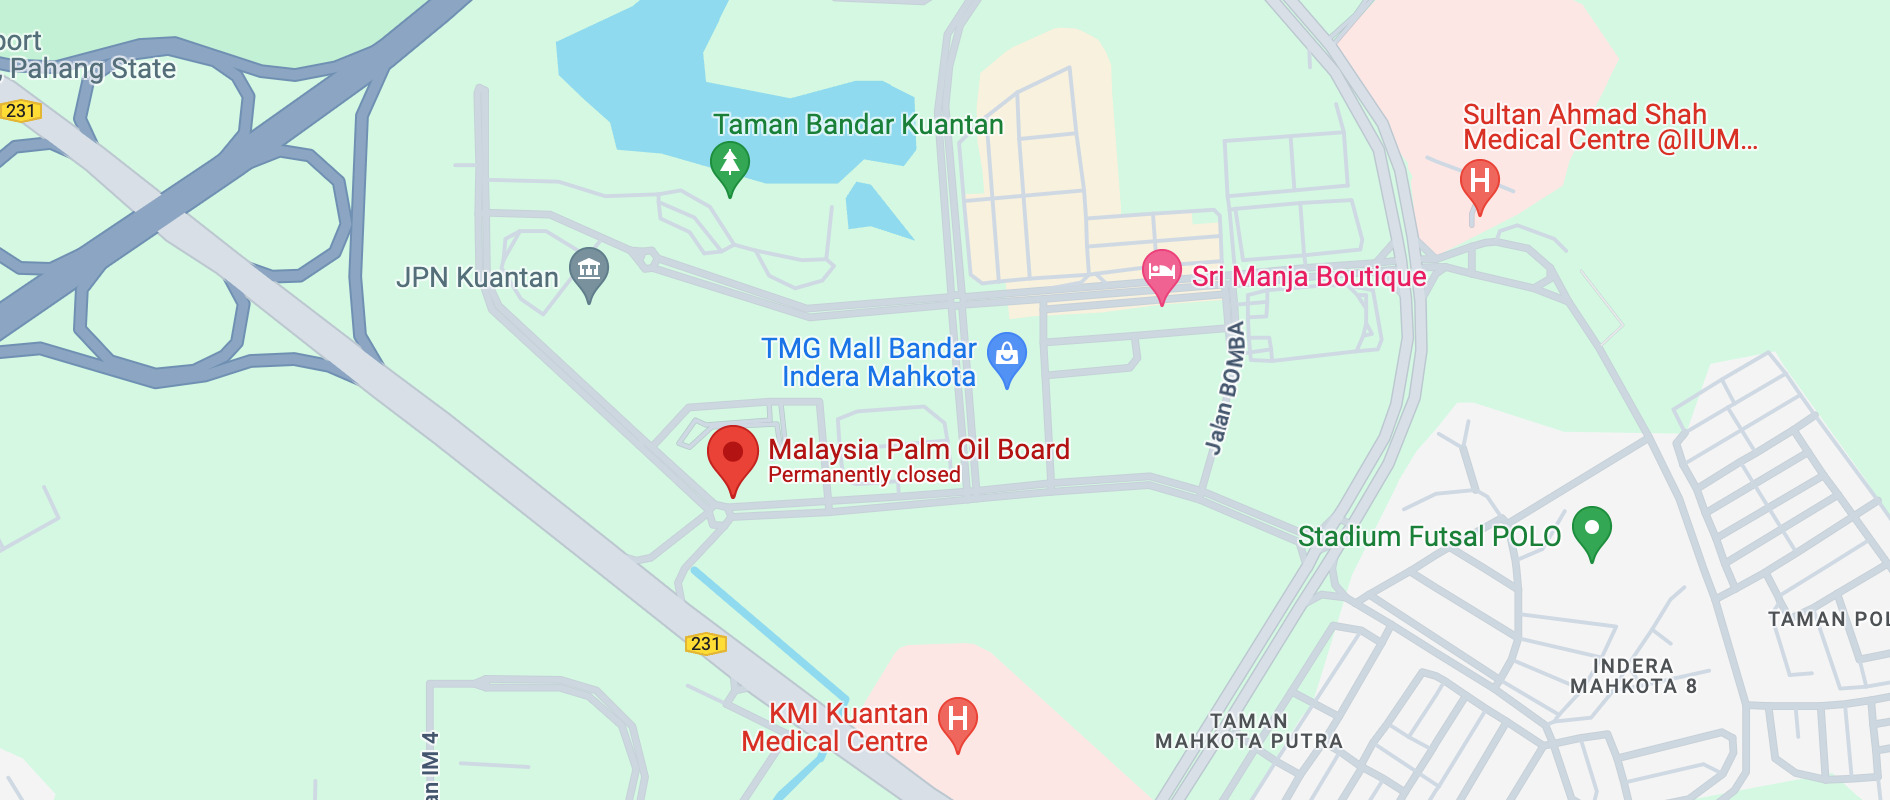 port
, Pahang State
231
Taman Bandar Kuantan
Sultan Ahmad Shah
Medical Centre @IIUM...
H
JPN Kuantan
Sri Manja Boutique
TMG Mall Bandar
Indera Mahkota
Jalan BOMBA
Malaysia Palm Oil Board
Permanently closed
Stadium Futsal POLO
TAMAN POL
231
INDERA
MAHKOTA 8
KMI Kuantan
Medical Centre
H
TAMAN
MAHKOTA PUTRA
an IM 4